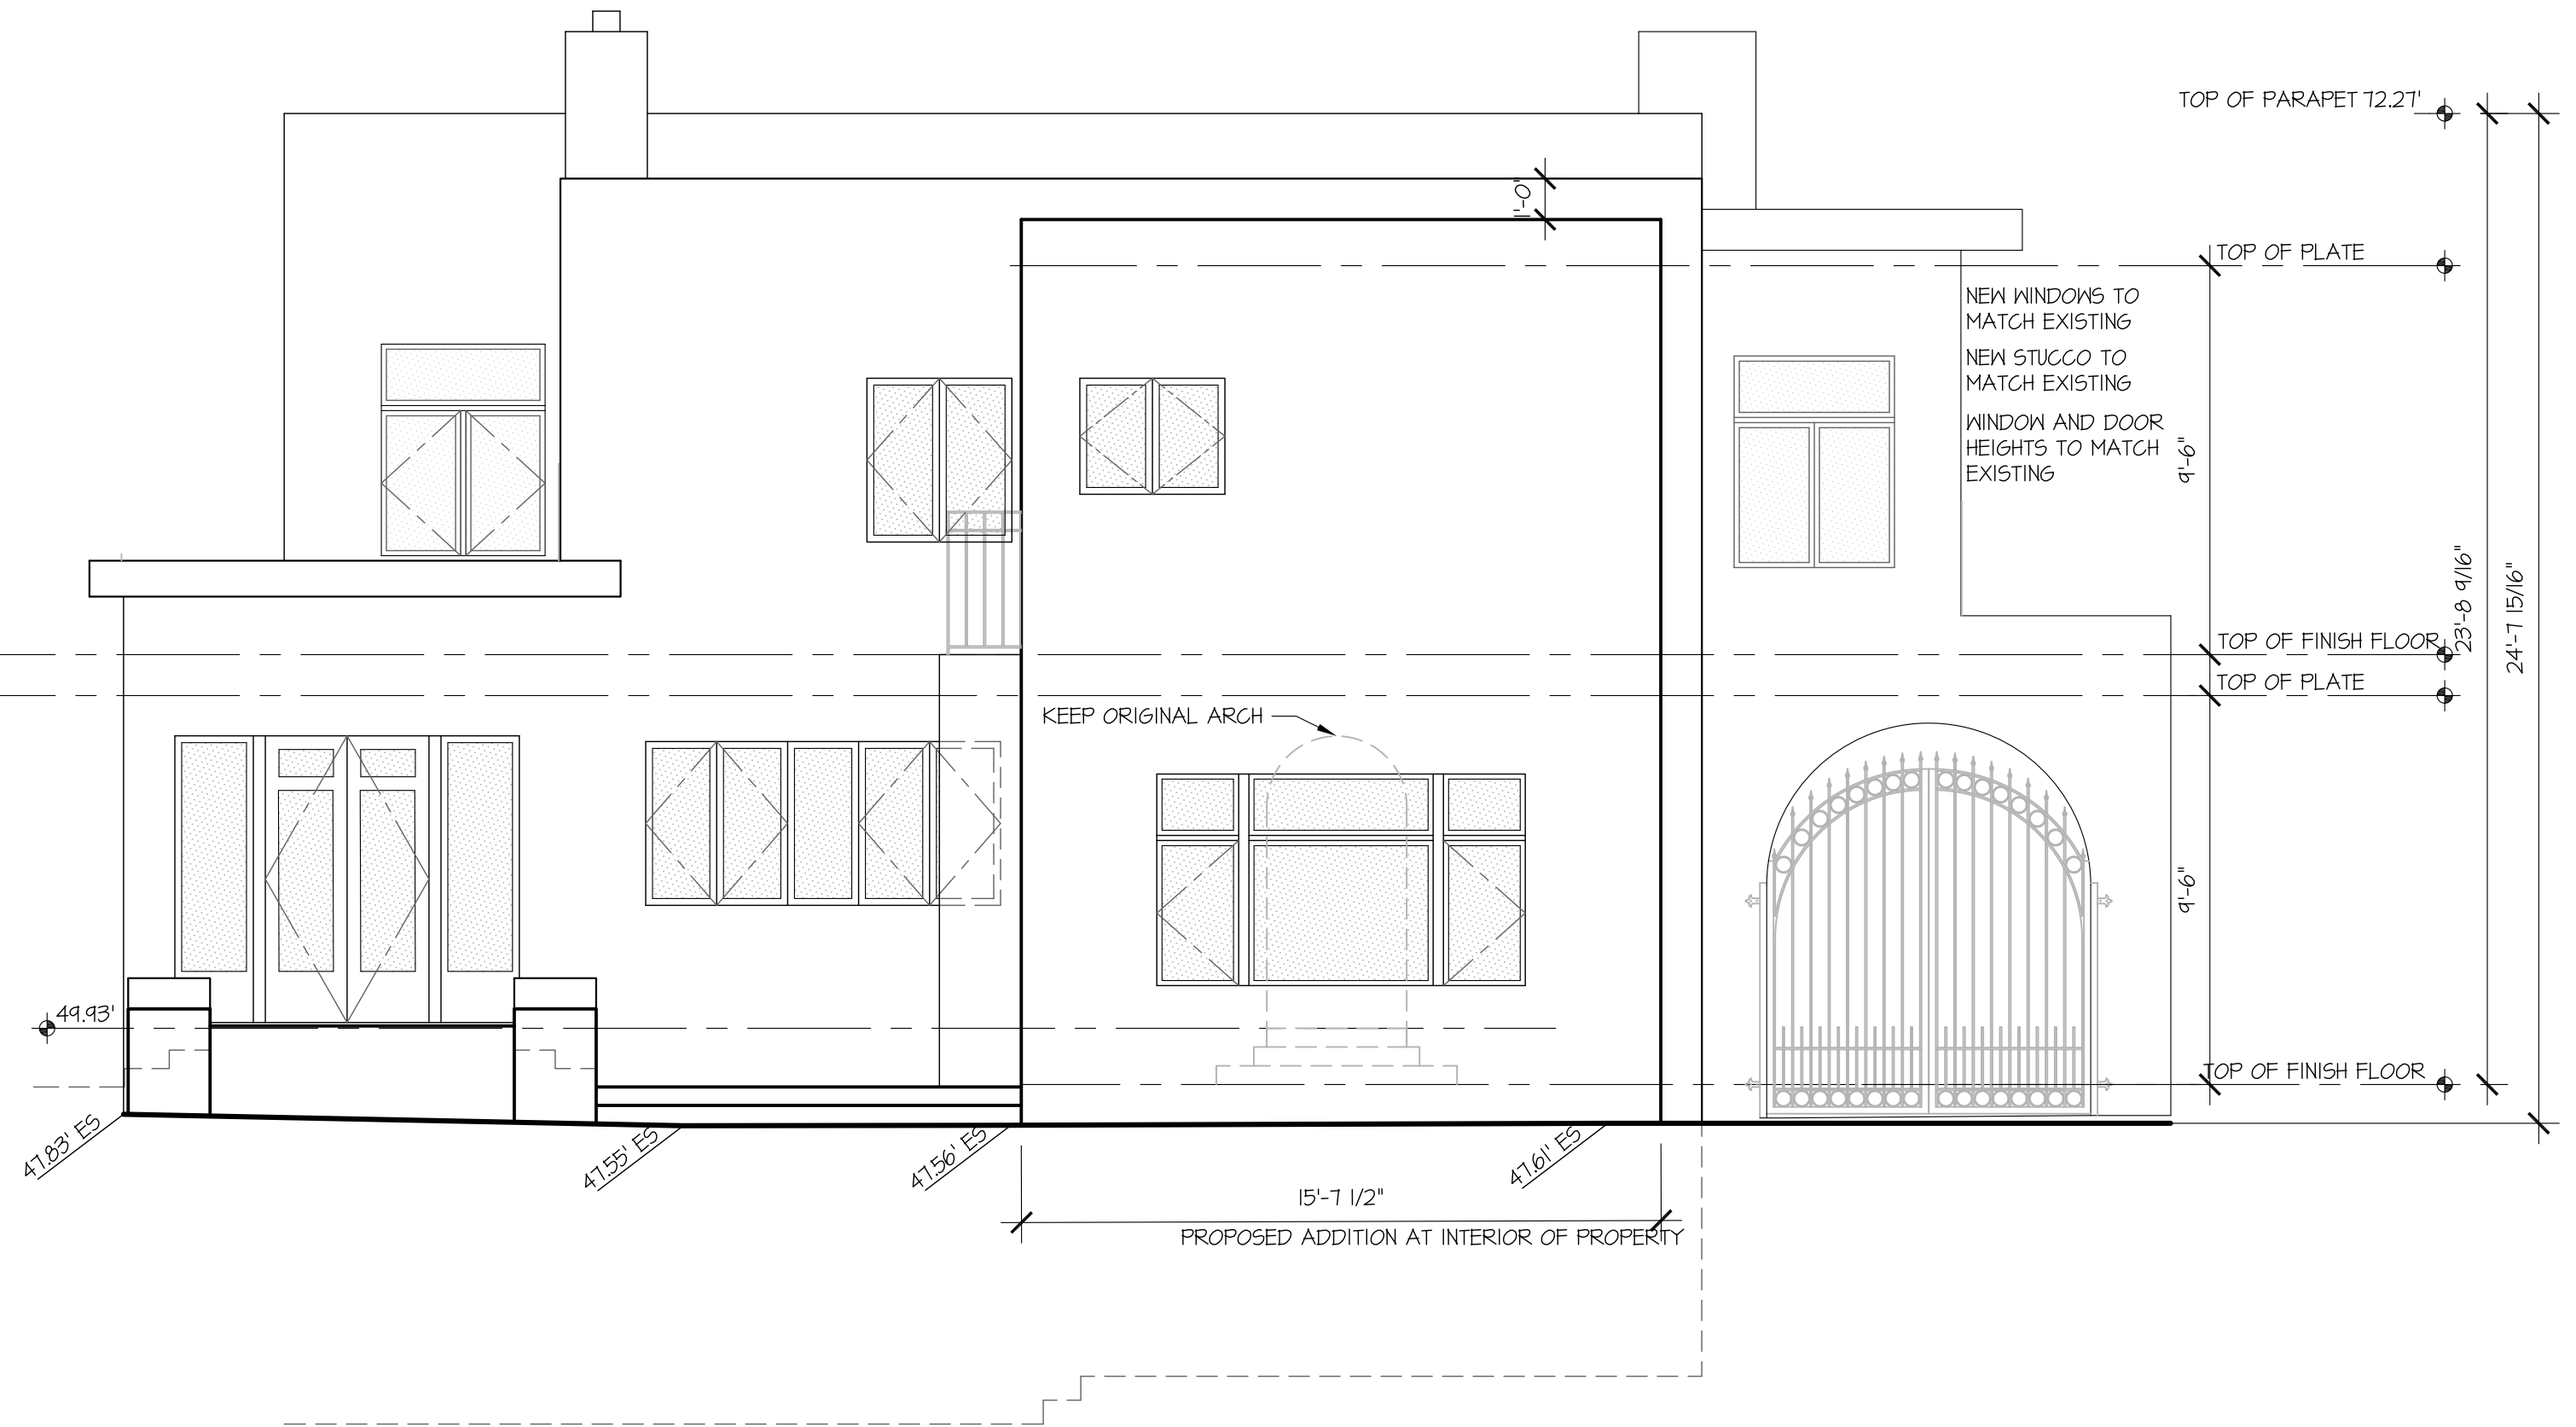 TOP OF PARAPET 72.27'
1'-0"
TOP OF PLATE
NEW WINDOWS TO
MATCH EXISTING
NEW STUCCO TO
MATCH EXISTING
WINDOW AND DOOR
HEIGHTS TO MATCH
EXISTING
9'-6"
23'-8 9/16"
24'-7 15/16"
TOP OF FINISH FLOOR
TOP OF PLATE
KEEP ORIGINAL ARCH
9'-6"
49.93'
TOP OF FINISH FLOOR
47.83' ES
47.55' ES
47.56' ES
47.61' ES
15'-7 1/2"
PROPOSED ADDITION AT INTERIOR OF PROPERTY